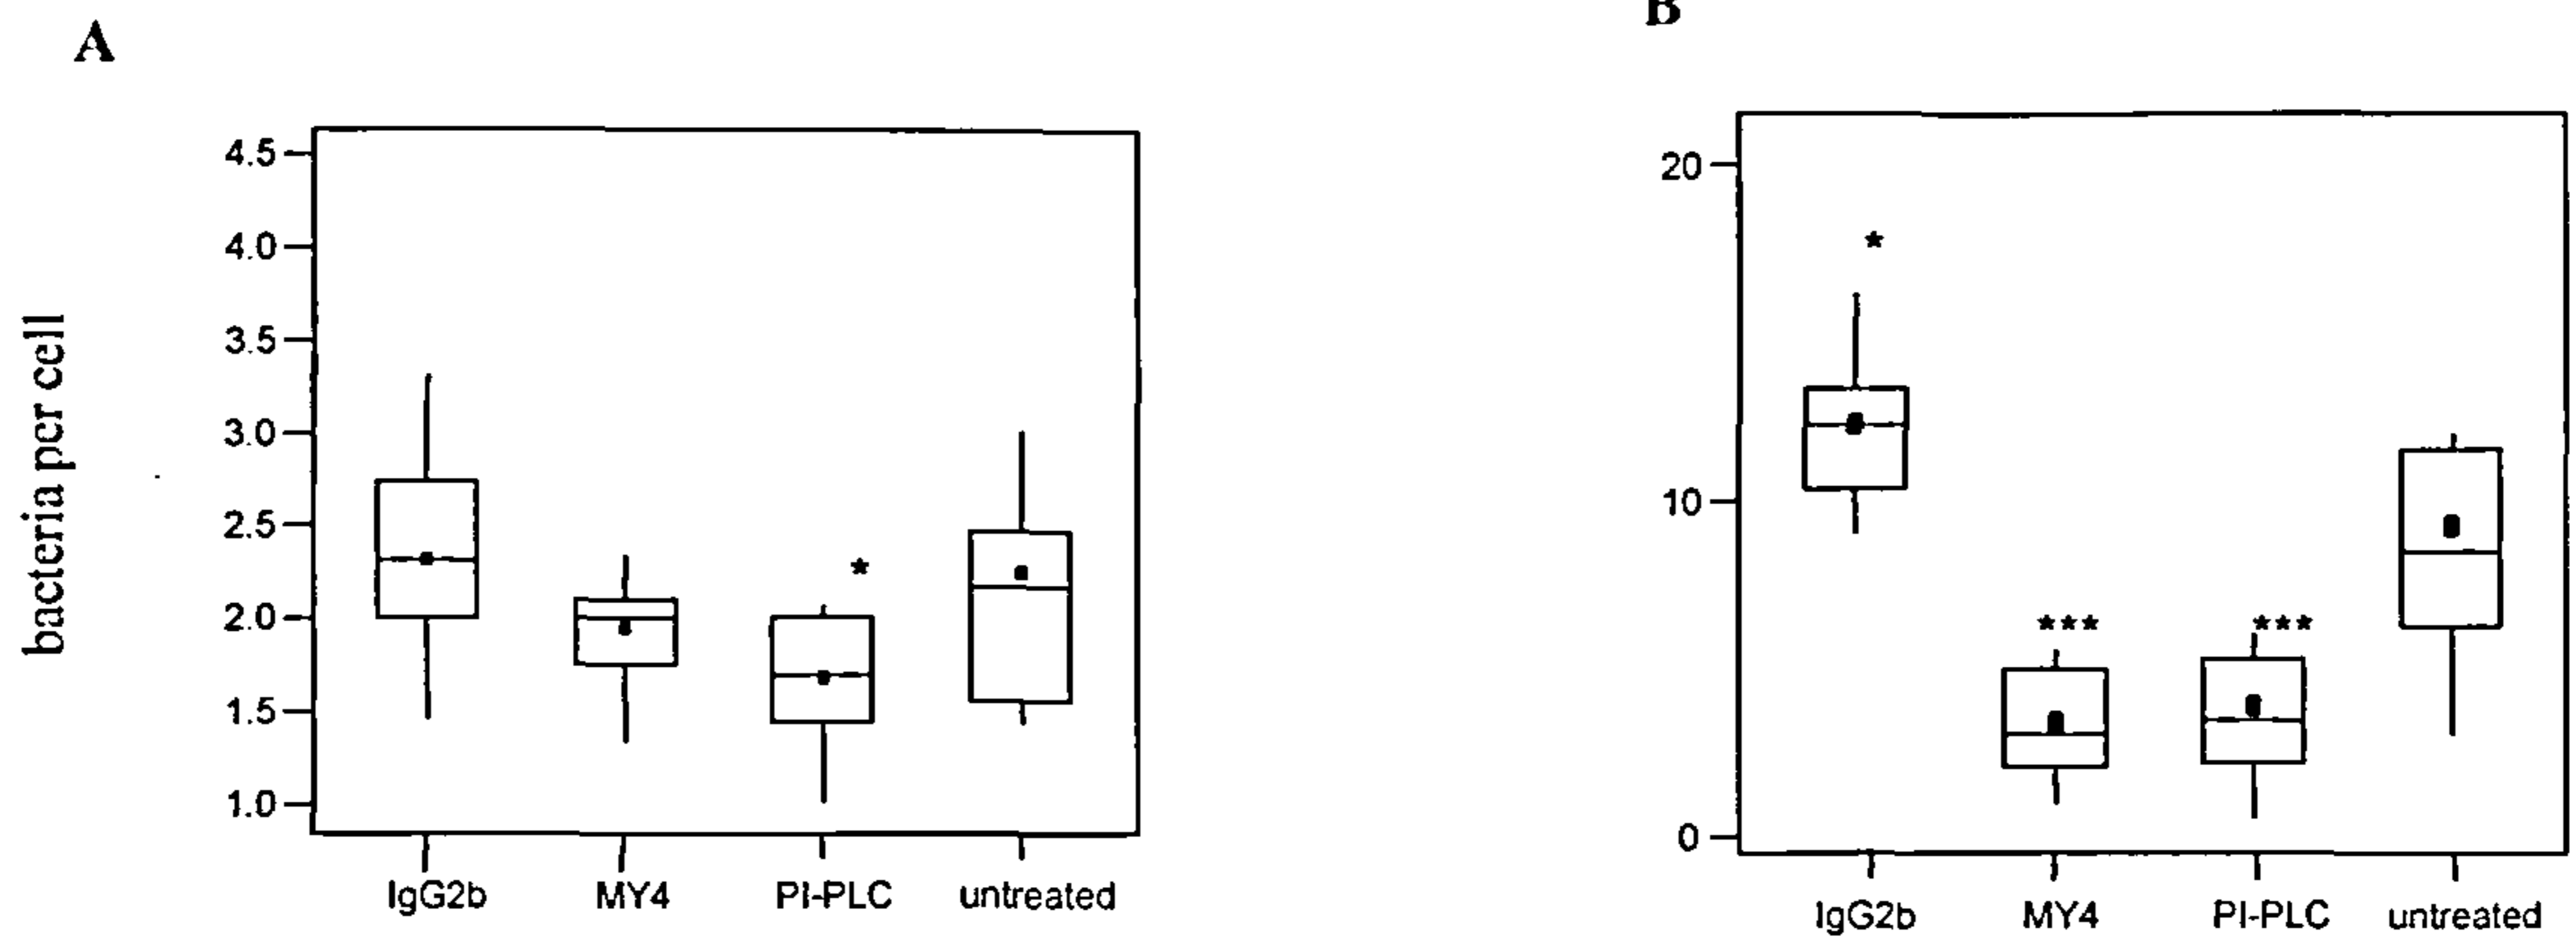 A
bacteria per cell
4.5
4.0
3.5
3.0
2.5
2.0
1.5
1.0
*
IgG2b MY4 PI-PLC untreated
B
20
10
0
*
*** ***
IgG2b MY4 PI-PLC untreated